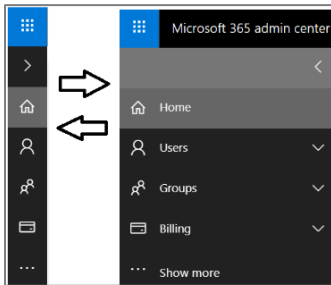 Microsoft 365 admin center
Home
Users
Groups
Billing
Show more